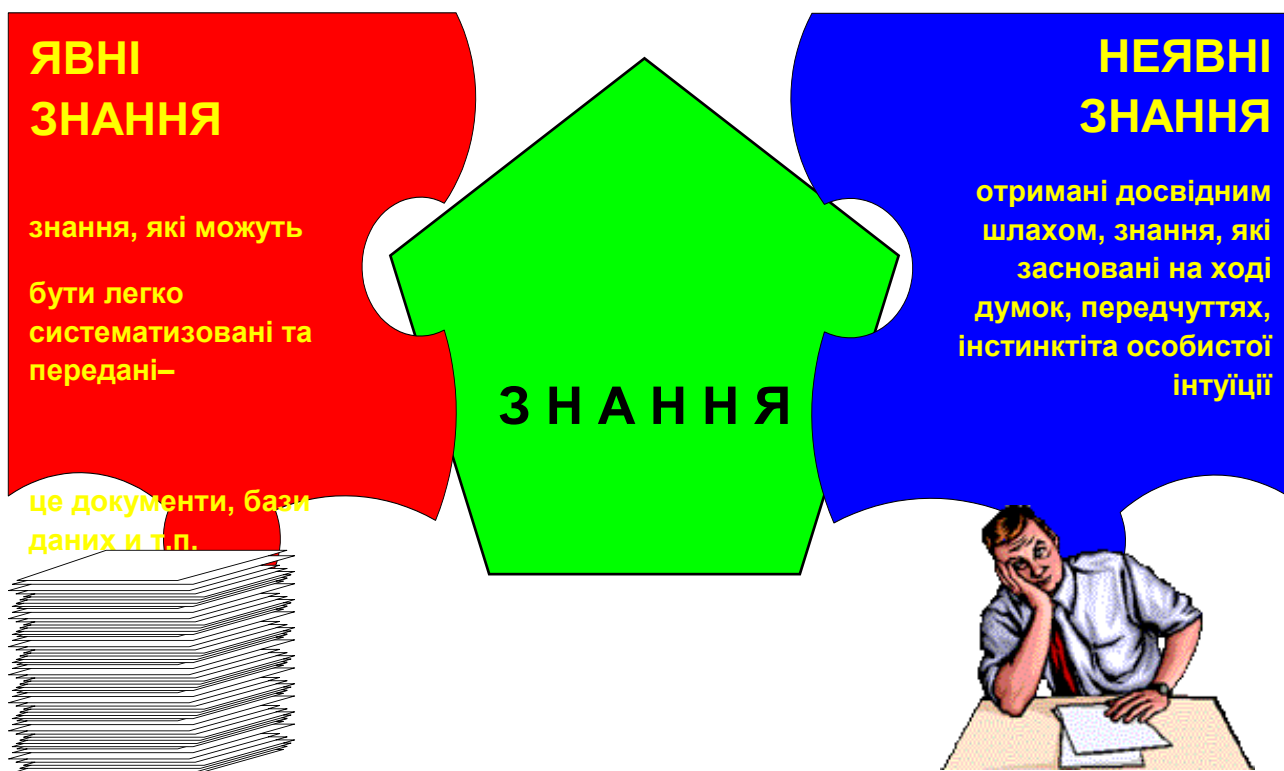 ЯВНІ
ЗНАННЯ
знання, які можуть
бути легко
систематизовані та
передані–
це документи, бази
даних и т.п.
З Н А Н Н Я
НЕЯВНІ
ЗНАННЯ
отримані досвідним
шлахом, знання, які
засновані на ході
думок, передчуттях,
інстинктіта особистої
інтуїції